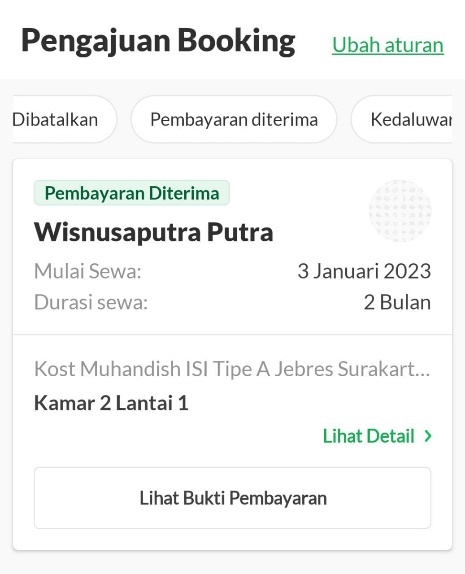 Pengajuan Booking
Ubah aturan
Dibatalkan
Pembayaran diterima
Kedaluwar
Pembayaran Diterima
Wisnusaputra Putra
Mulai Sewa: 3 Januari 2023
Durasi sewa: 2 Bulan
Kost Muhandish ISI Tipe A Jebres Surakart...
Kamar 2 Lantai 1
Lihat Detail >
Lihat Bukti Pembayaran